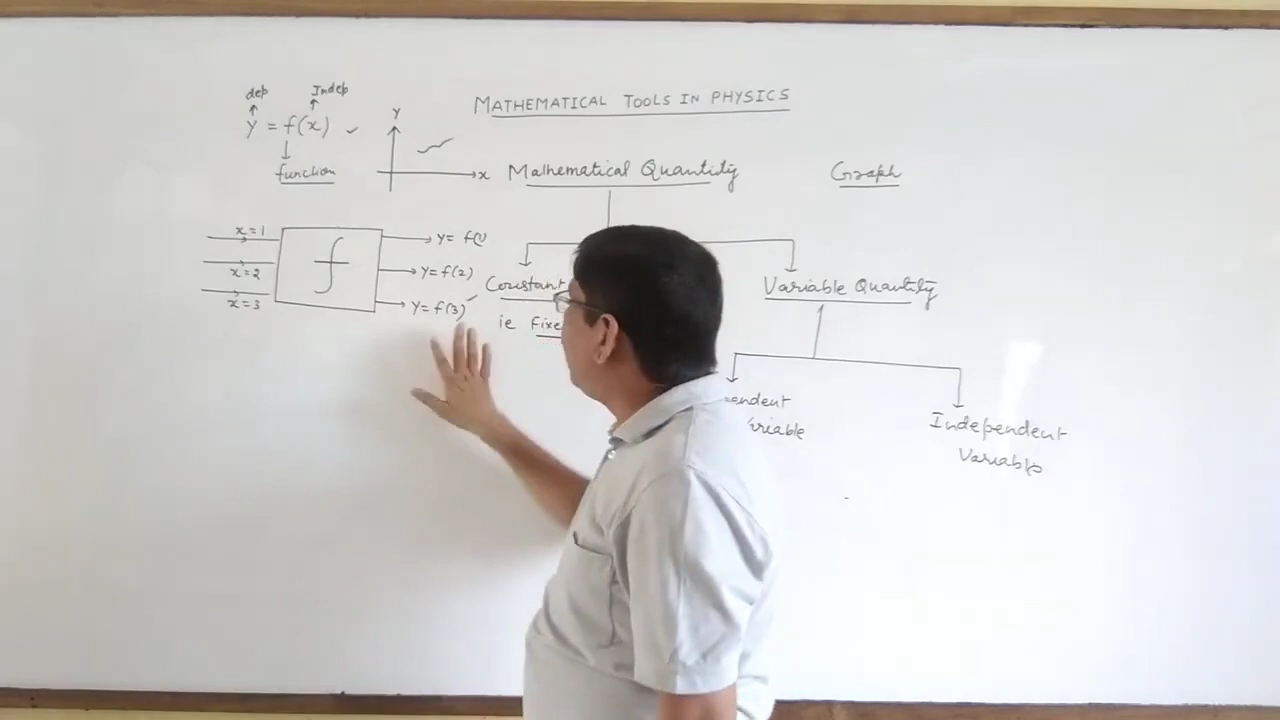 MATHEMATICAL TOOLS IN PHYSICS
dep Indep
Y = f(x)
function
Y
x
Mathematical Quantity
Graph
x=1
x=2
x=3
f
Y= f(1)
Y= f(2)
Y= f(3)
Constant
ie Fixe
Variable Quantity
endent
riable
Independent
Variable